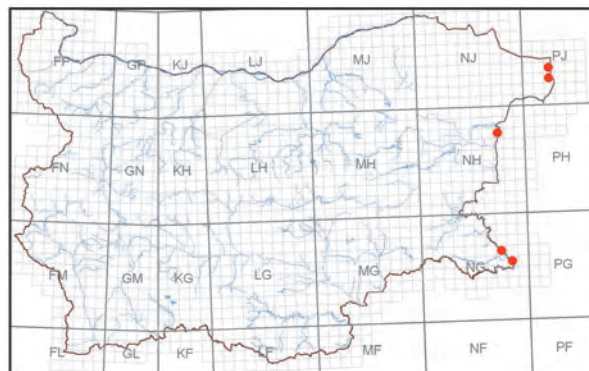 FP GP KJ LJ MJ NJ PJ
FN GN KH LH MH NH PH
FM GM KG LG MG NG PG
FL GL KF LF MF NF PF